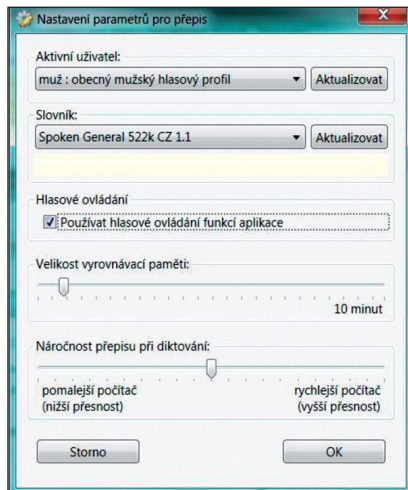 Nastavení parametrů pro přepis
Aktivní uživatel:
muž : obecný mužský hlasový profil
Aktualizovat
Slovník:
Spoken General 522k CZ 1.1
Aktualizovat
Hlasové ovládání
Používat hlasové ovládání funkcí aplikace
Velikost vyrovnávací paměti:
10 minut
Náročnost přepisu při diktování:
pomalejší počítač rychlejší počítač
(nižší přesnost) (vyšší přesnost)
Storno OK